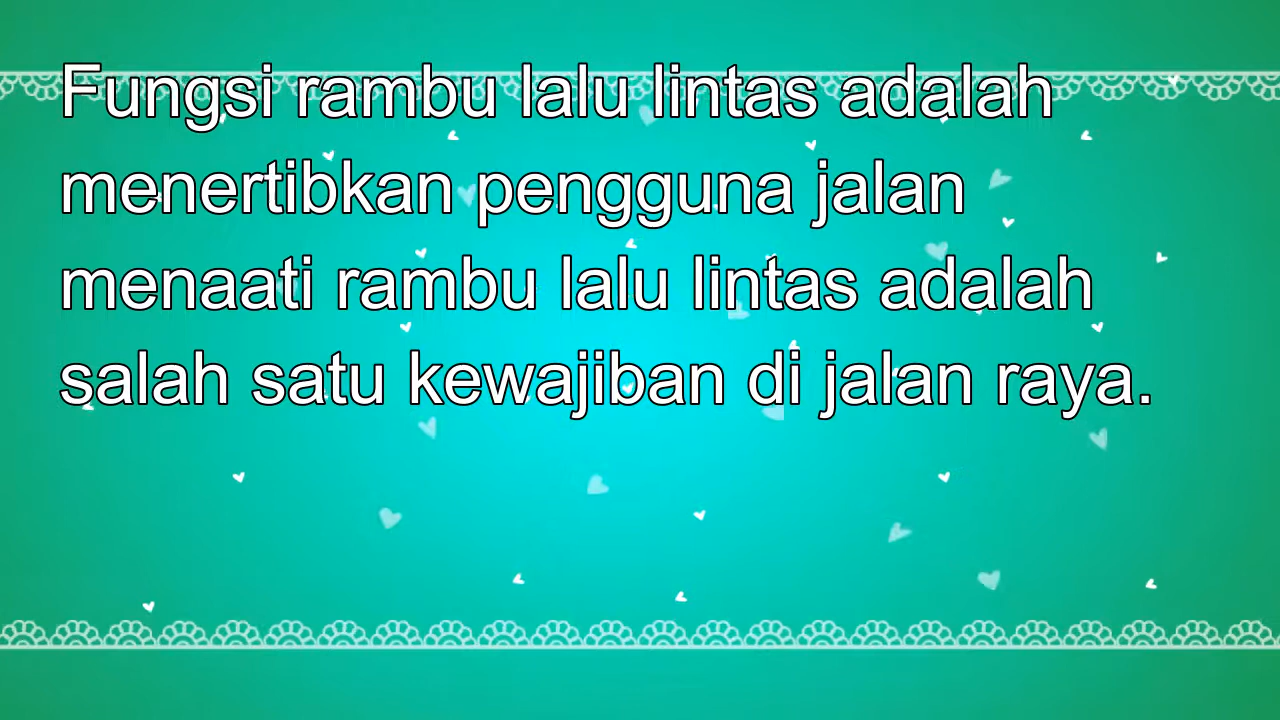 Fungsi rambu lalu lintas adalah
menertibkan pengguna jalan
menaati rambu lalu lintas adalah
salah satu kewajiban di jalan raya.